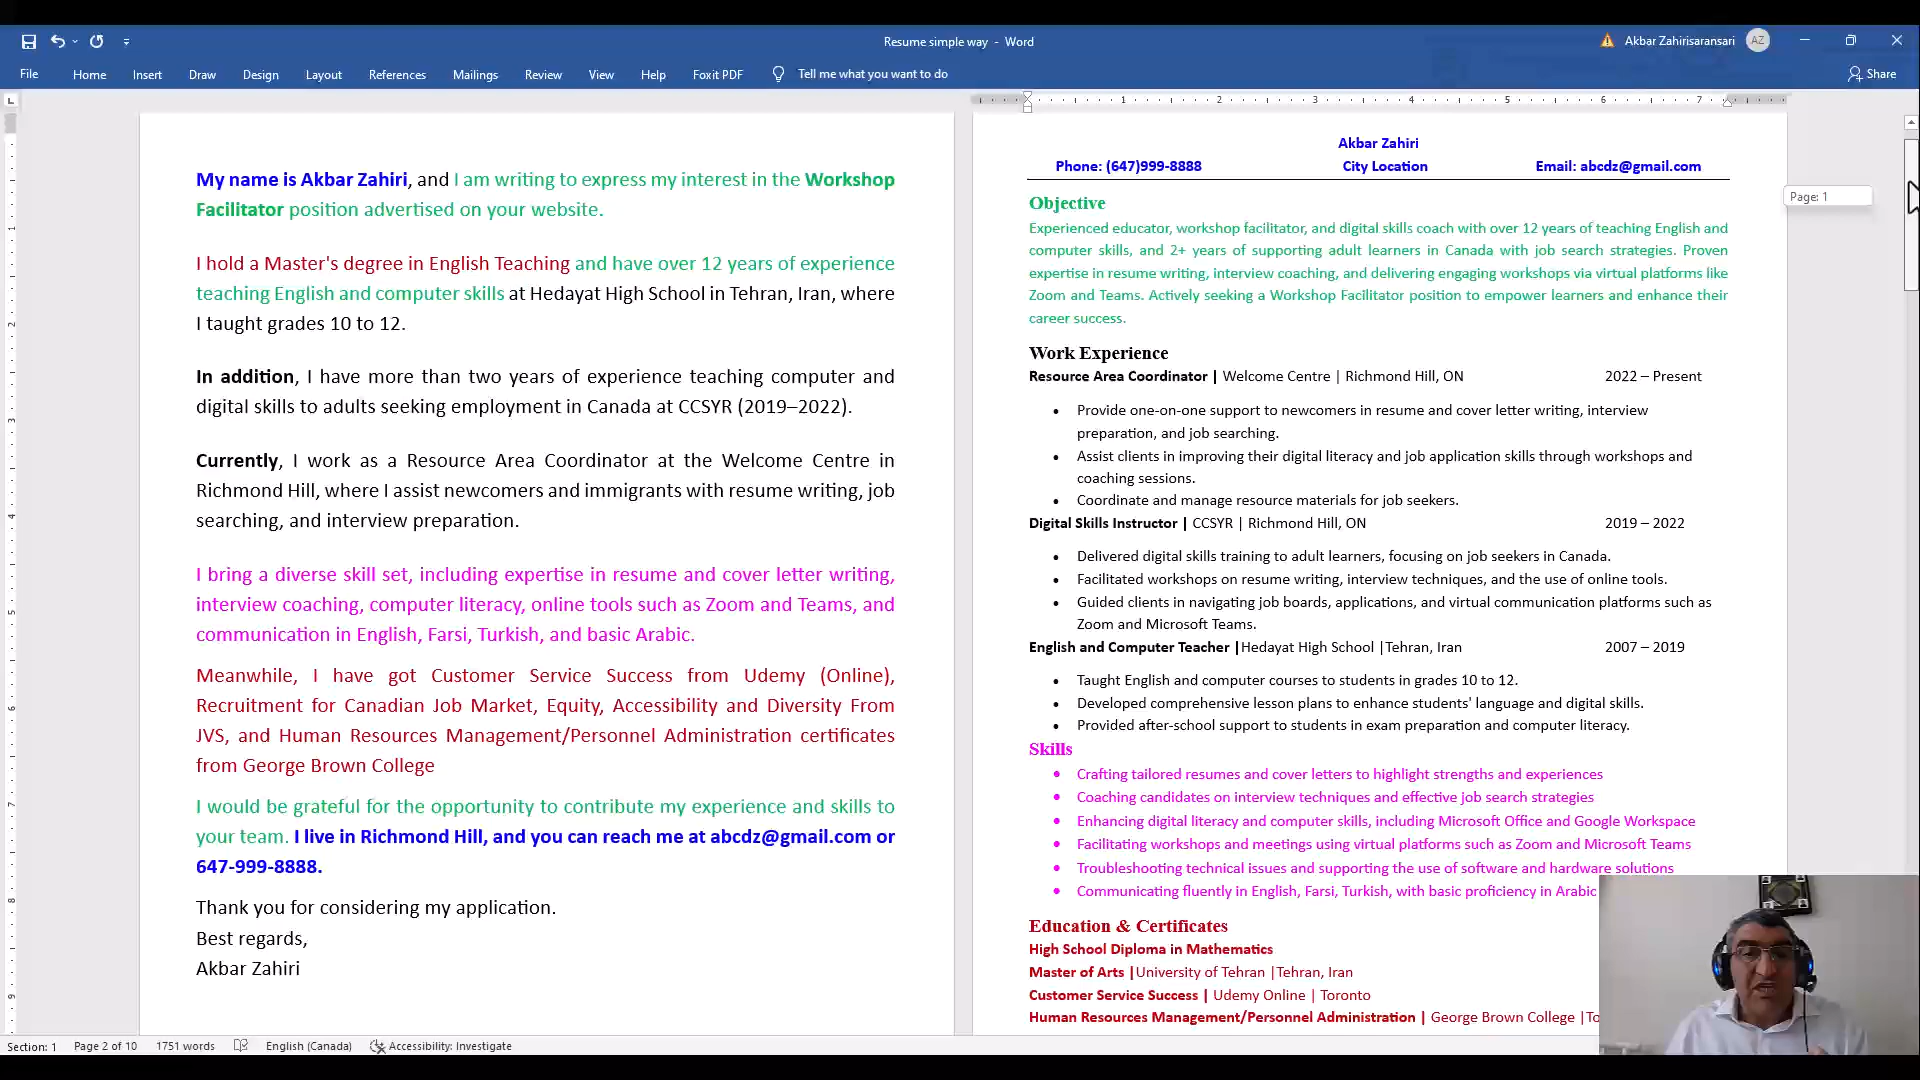 Resume simple way - Word
Akbar Zahirisaransari
AZ
File Home Insert Draw Design Layout References Mailings Review View Help Foxit PDF Tell me what you want to do
Share
My name is Akbar Zahiri, and I am writing to express my interest in the Workshop
Facilitator position advertised on your website.
I hold a Master's degree in English Teaching and have over 12 years of experience
teaching English and computer skills at Hedayat High School in Tehran, Iran, where
I taught grades 10 to 12.
In addition, I have more than two years of experience teaching computer and
digital skills to adults seeking employment in Canada at CCSYR (2019–2022).
Currently, I work as a Resource Area Coordinator at the Welcome Centre in
Richmond Hill, where I assist newcomers and immigrants with resume writing, job
searching, and interview preparation.
I bring a diverse skill set, including expertise in resume and cover letter writing,
interview coaching, computer literacy, online tools such as Zoom and Teams, and
communication in English, Farsi, Turkish, and basic Arabic.
Meanwhile, I have got Customer Service Success from Udemy (Online),
Recruitment for Canadian Job Market, Equity, Accessibility and Diversity From
JVS, and Human Resources Management/Personnel Administration certificates
from George Brown College
I would be grateful for the opportunity to contribute my experience and skills to
your team. I live in Richmond Hill, and you can reach me at abcdz@gmail.com or
647-999-8888.
Thank you for considering my application.
Best regards,
Akbar Zahiri
1 2 3 4 5 6 7
Akbar Zahiri
Phone: (647)999-8888 City Location Email: abcdz@gmail.com
Page: 1
Objective
Experienced educator, workshop facilitator, and digital skills coach with over 12 years of teaching English and
computer skills, and 2+ years of supporting adult learners in Canada with job search strategies. Proven
expertise in resume writing, interview coaching, and delivering engaging workshops via virtual platforms like
Zoom and Teams. Actively seeking a Workshop Facilitator position to empower learners and enhance their
career success.
Work Experience
Resource Area Coordinator | Welcome Centre | Richmond Hill, ON 2022 – Present
• Provide one-on-one support to newcomers in resume and cover letter writing, interview
preparation, and job searching.
• Assist clients in improving their digital literacy and job application skills through workshops and
coaching sessions.
• Coordinate and manage resource materials for job seekers.
Digital Skills Instructor | CCSYR | Richmond Hill, ON 2019 – 2022
• Delivered digital skills training to adult learners, focusing on job seekers in Canada.
• Facilitated workshops on resume writing, interview techniques, and the use of online tools.
• Guided clients in navigating job boards, applications, and virtual communication platforms such as
Zoom and Microsoft Teams.
English and Computer Teacher |Hedayat High School |Tehran, Iran 2007 – 2019
• Taught English and computer courses to students in grades 10 to 12.
• Developed comprehensive lesson plans to enhance students' language and digital skills.
• Provided after-school support to students in exam preparation and computer literacy.
Skills
• Crafting tailored resumes and cover letters to highlight strengths and experiences
• Coaching candidates on interview techniques and effective job search strategies
• Enhancing digital literacy and computer skills, including Microsoft Office and Google Workspace
• Facilitating workshops and meetings using virtual platforms such as Zoom and Microsoft Teams
• Troubleshooting technical issues and supporting the use of software and hardware solutions
• Communicating fluently in English, Farsi, Turkish, with basic proficiency in Arabic
Education & Certificates
High School Diploma in Mathematics
Master of Arts |University of Tehran |Tehran, Iran
Customer Service Success | Udemy Online | Toronto
Human Resources Management/Personnel Administration | George Brown College |To
Section: 1 Page 2 of 10 1751 words English (Canada) Accessibility: Investigate